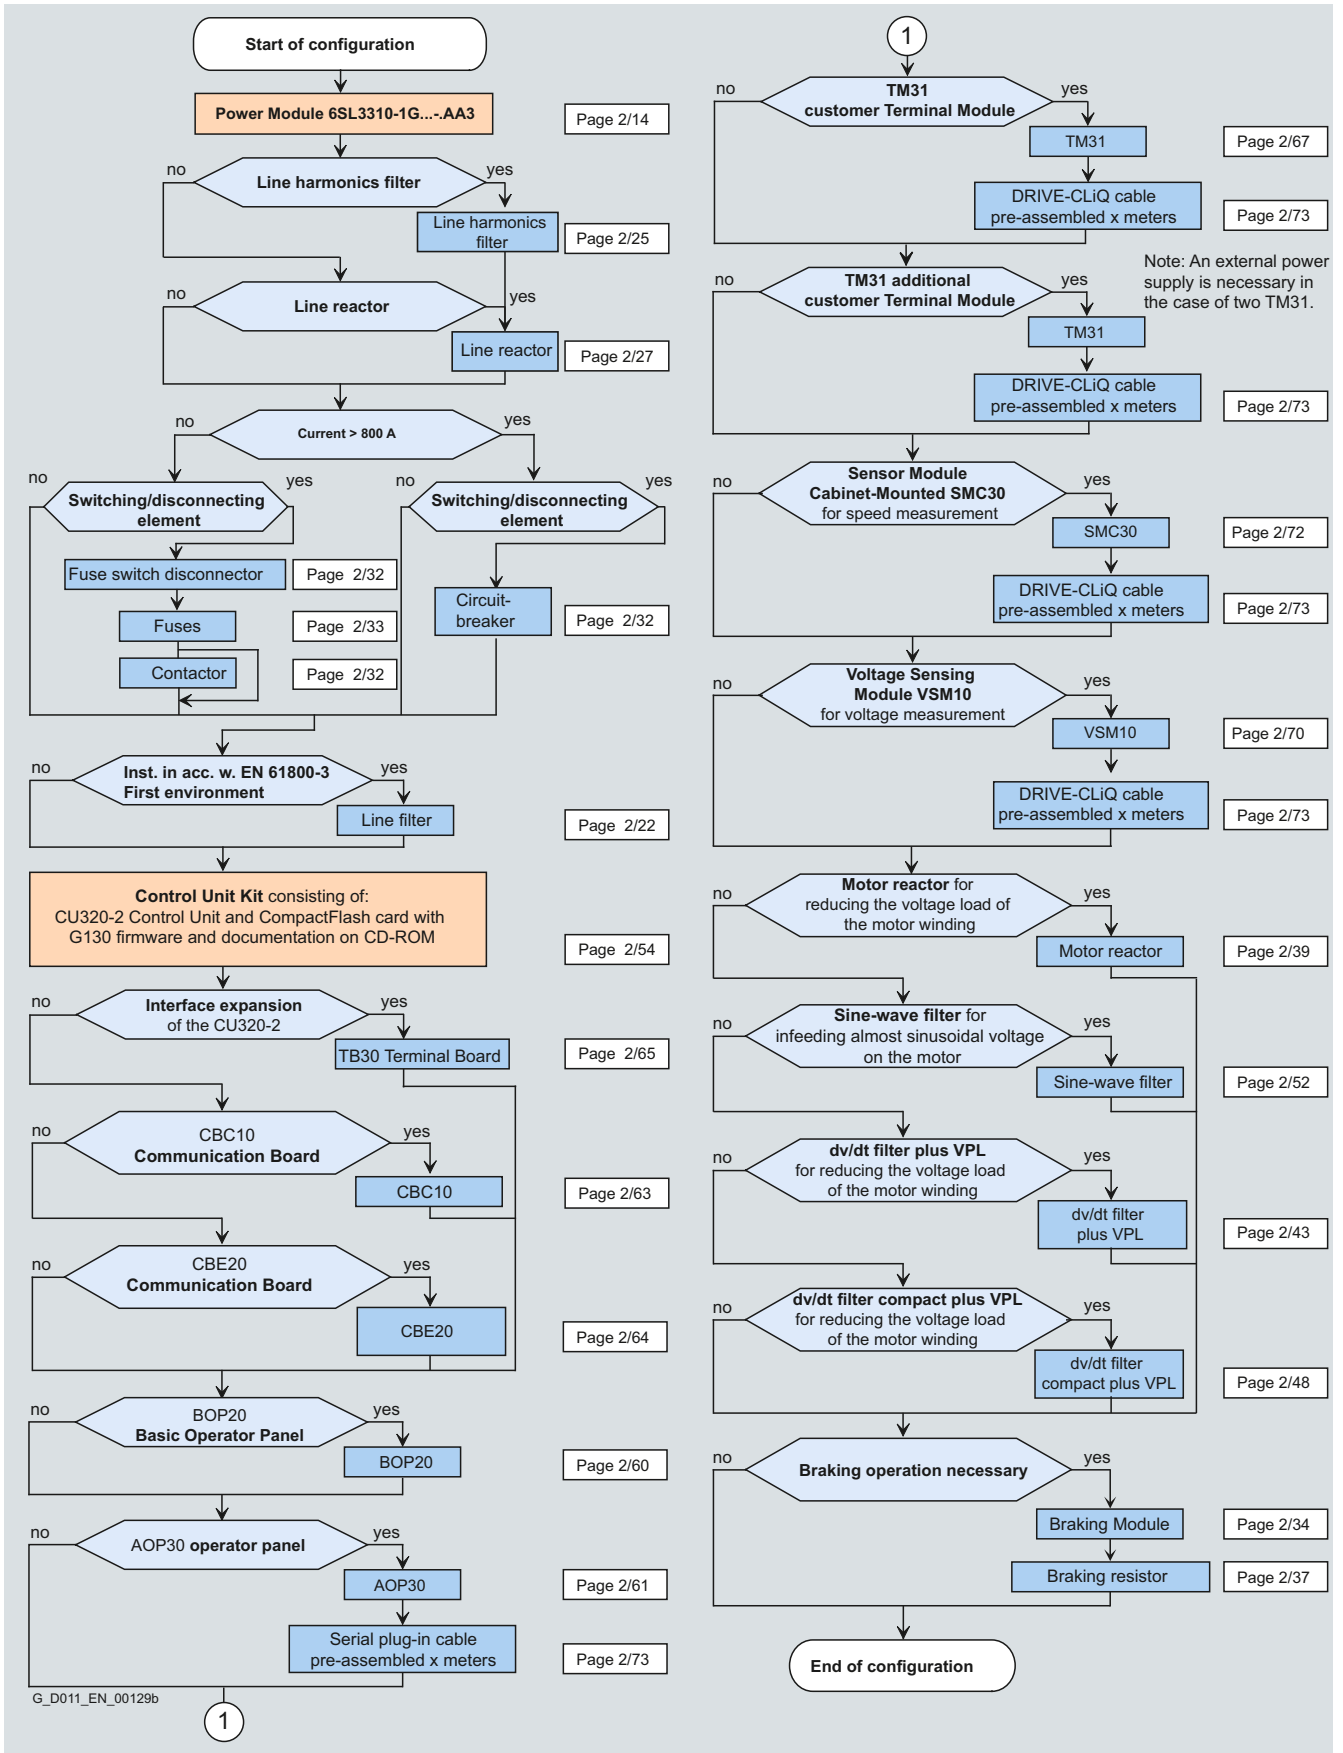 Start of configuration
Power Module 6SL3310-1G...-.AA3
Page 2/14
no
yes
Line harmonics filter
Line harmonics
filter
Page 2/25
no
yes
Line reactor
Line reactor
Page 2/27
no
yes
Current > 800 A
no
yes
Switching/disconnecting
element
no
yes
Switching/disconnecting
element
Fuse switch disconnector
Page 2/32
Fuses
Page 2/33
Contactor
Page 2/32
Circuit-
breaker
Page 2/32
no
yes
Inst. in acc. w. EN 61800-3
First environment
Line filter
Page 2/22
Control Unit Kit consisting of:
CU320-2 Control Unit and CompactFlash card with
G130 firmware and documentation on CD-ROM
Page 2/54
no
yes
Interface expansion
of the CU320-2
TB30 Terminal Board
Page 2/65
no
yes
CBC10
Communication Board
CBC10
Page 2/63
no
yes
CBE20
Communication Board
CBE20
Page 2/64
no
yes
BOP20
Basic Operator Panel
BOP20
Page 2/60
no
yes
AOP30 operator panel
AOP30
Page 2/61
Serial plug-in cable
pre-assembled x meters
Page 2/73
G_D011_EN_00129b
1
1
no
yes
TM31
customer Terminal Module
TM31
Page 2/67
DRIVE-CLiQ cable
pre-assembled x meters
Page 2/73
Note: An external power
supply is necessary in
the case of two TM31.
no
yes
TM31 additional
customer Terminal Module
TM31
DRIVE-CLiQ cable
pre-assembled x meters
Page 2/73
no
yes
Sensor Module
Cabinet-Mounted SMC30
for speed measurement
SMC30
Page 2/72
DRIVE-CLiQ cable
pre-assembled x meters
Page 2/73
no
yes
Voltage Sensing
Module VSM10
for voltage measurement
VSM10
Page 2/70
DRIVE-CLiQ cable
pre-assembled x meters
Page 2/73
no
yes
Motor reactor for
reducing the voltage load of
the motor winding
Motor reactor
Page 2/39
no
yes
Sine-wave filter for
infeeding almost sinusoidal voltage
on the motor
Sine-wave filter
Page 2/52
no
yes
dv/dt filter plus VPL
for reducing the voltage load
of the motor winding
dv/dt filter
plus VPL
Page 2/43
no
yes
dv/dt filter compact plus VPL
for reducing the voltage load
of the motor winding
dv/dt filter
compact plus VPL
Page 2/48
no
yes
Braking operation necessary
Braking Module
Page 2/34
Braking resistor
Page 2/37
End of configuration